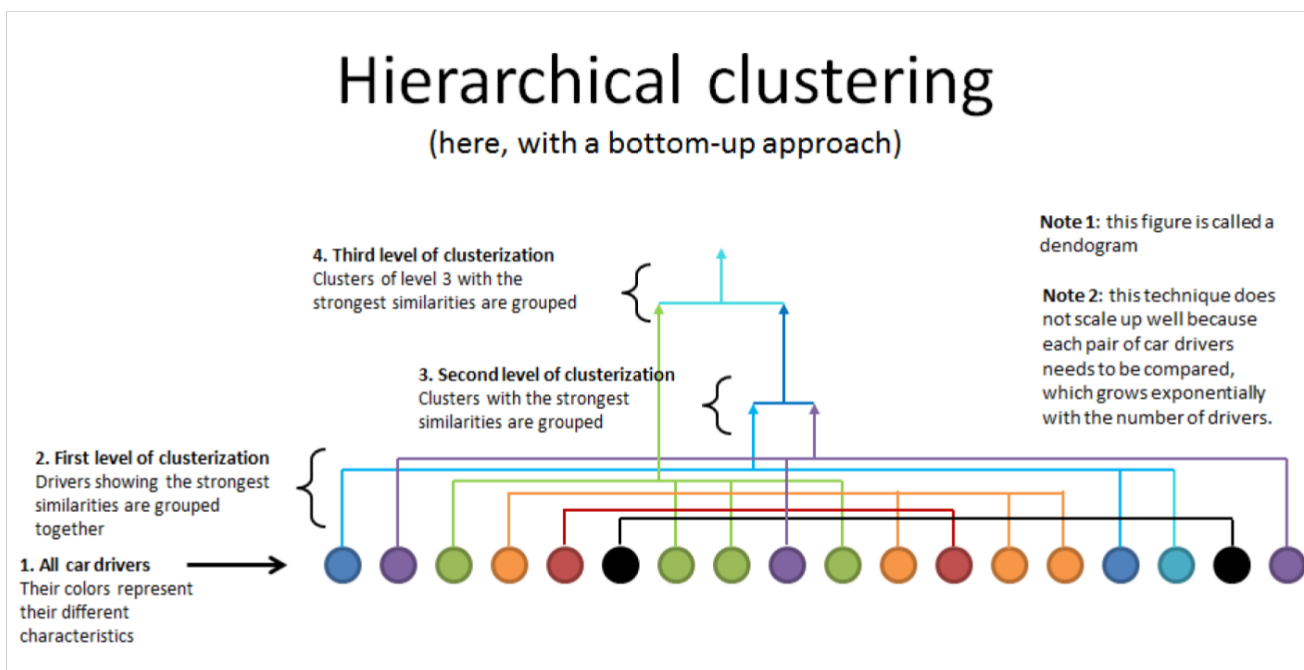 Hierarchical clustering
(here, with a bottom-up approach)
Note 1: this figure is called a
dendogram
4. Third level of clusterization
Clusters of level 3 with the
strongest similarities are grouped
Note 2: this technique does
not scale up well because
each pair of car drivers
needs to be compared,
which grows exponentially
with the number of drivers.
3. Second level of clusterization
Clusters with the strongest
similarities are grouped
2. First level of clusterization
Drivers showing the strongest
similarities are grouped
together
1. All car drivers
Their colors represent
their different
characteristics